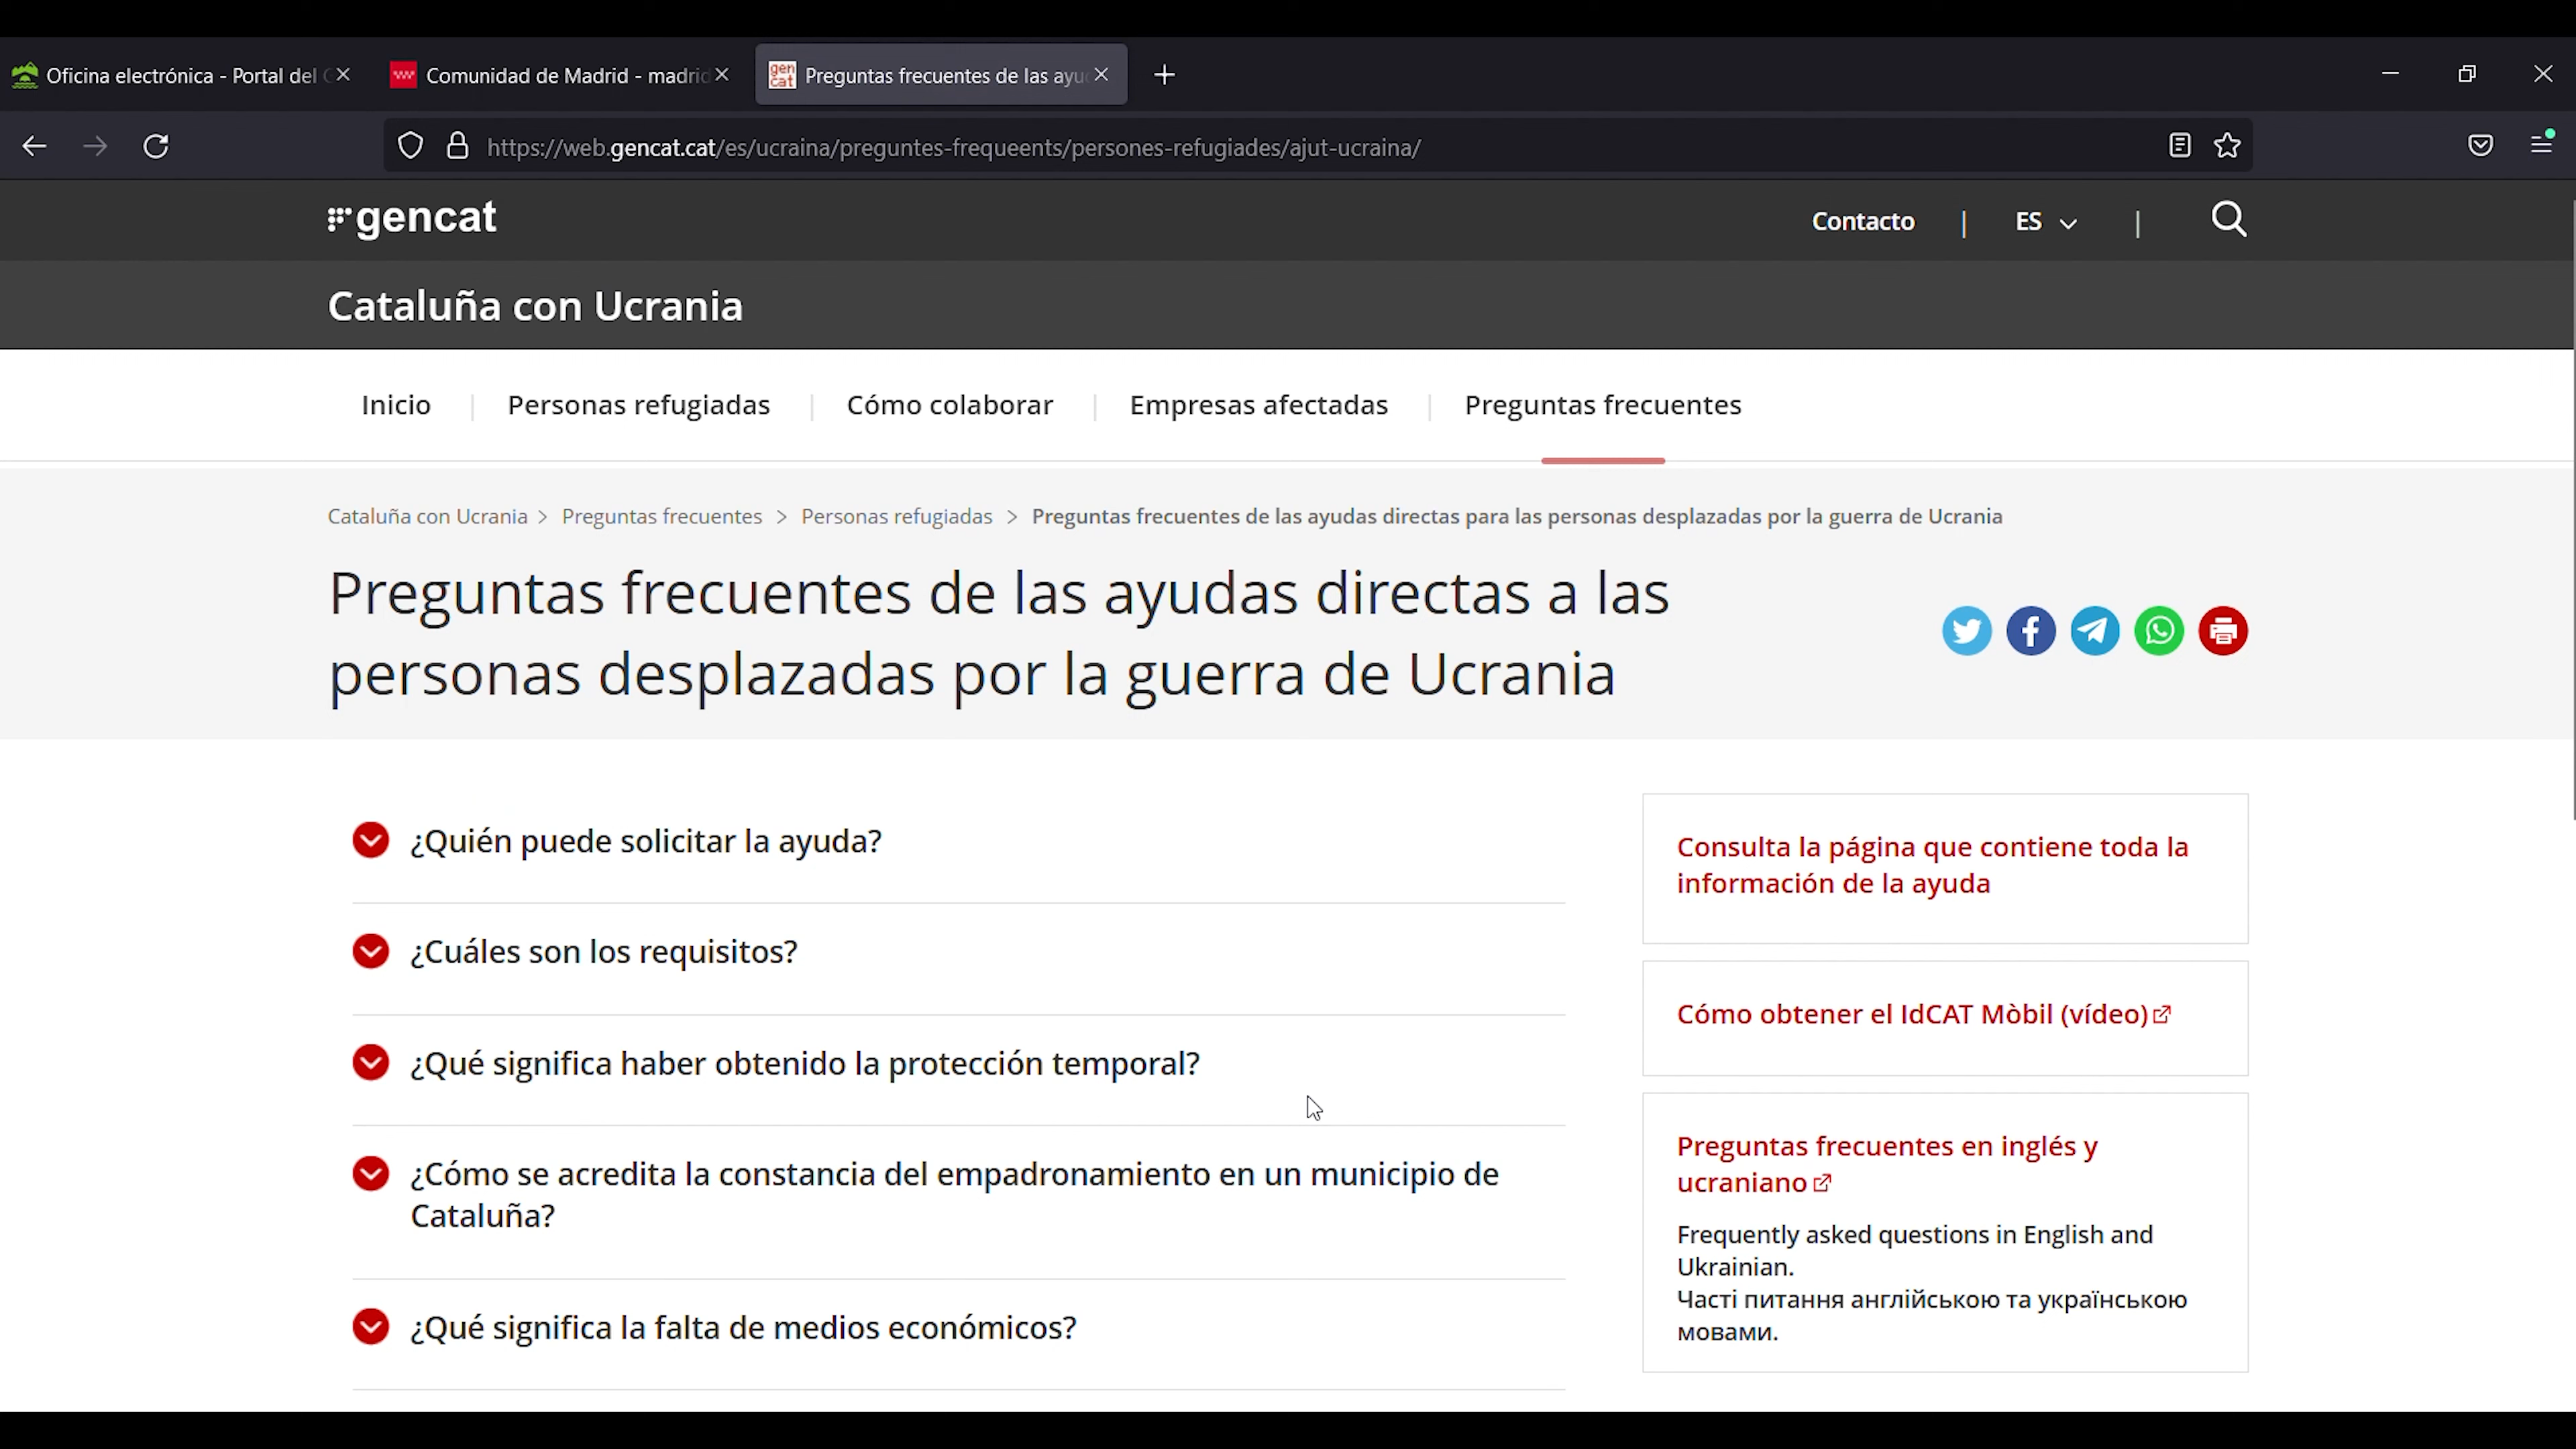 Oficina electrónica - Portal del
Comunidad de Madrid - madrid
gen cat
Preguntas frecuentes de las ayu
https://web.gencat.cat/es/ucraina/preguntes-frequeents/persones-refugiades/ajut-ucraina/
gencat
Contacto | ES |
Cataluña con Ucrania
Inicio | Personas refugiadas | Cómo colaborar | Empresas afectadas | Preguntas frecuentes
Cataluña con Ucrania > Preguntas frecuentes > Personas refugiadas > Preguntas frecuentes de las ayudas directas para las personas desplazadas por la guerra de Ucrania
Preguntas frecuentes de las ayudas directas a las
personas desplazadas por la guerra de Ucrania
¿Quién puede solicitar la ayuda?
¿Cuáles son los requisitos?
¿Qué significa haber obtenido la protección temporal?
¿Cómo se acredita la constancia del empadronamiento en un municipio de
Cataluña?
¿Qué significa la falta de medios económicos?
Consulta la página que contiene toda la
información de la ayuda
Cómo obtener el IdCAT Mòbil (vídeo)
Preguntas frecuentes en inglés y
ucraniano
Frequently asked questions in English and
Ukrainian.
Часті питання англійською та українською
мовами.